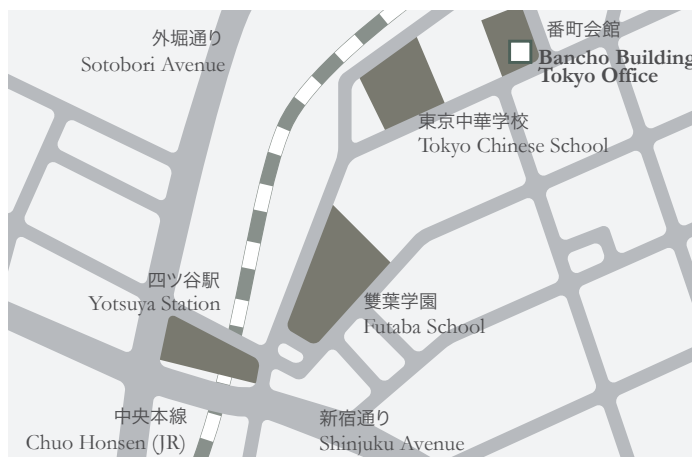 外堀通り
Sotobori Avenue
番町会館
Bancho Building
Tokyo Office
東京中華学校
Tokyo Chinese School
四ツ谷駅
Yotsuya Station
雙葉学園
Futaba School
中央本線
Chuo Honsen (JR)
新宿通り
Shinjuku Avenue